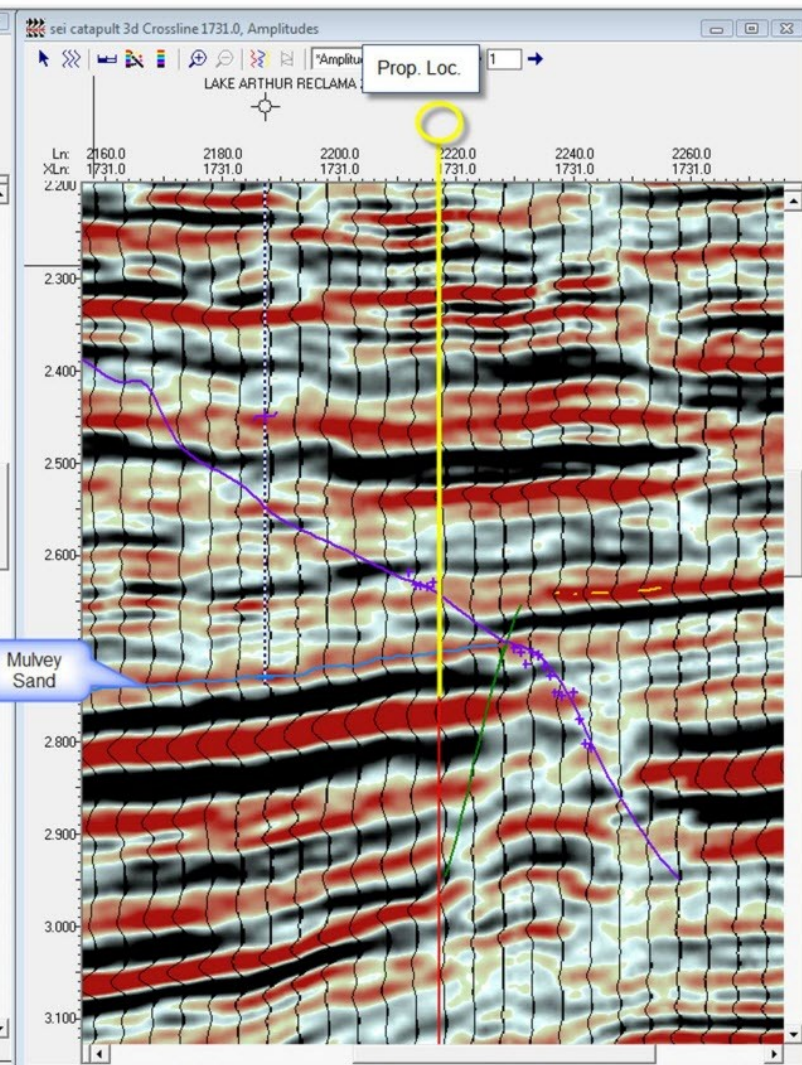 sei catapult 3d Crossline 1731.0, Amplitudes
"Amplitu
Prop. Loc.
1
LAKE ARTHUR RECLAMA
Ln: 2160.0 2180.0 2200.0 2220.0 2240.0 2260.0
XLn: 1731.0 1731.0 1731.0 1731.0 1731.0 1731.0
2.200
2.300
2.400
2.500
2.600
Mulvey
Sand
2.800
2.900
3.000
3.100